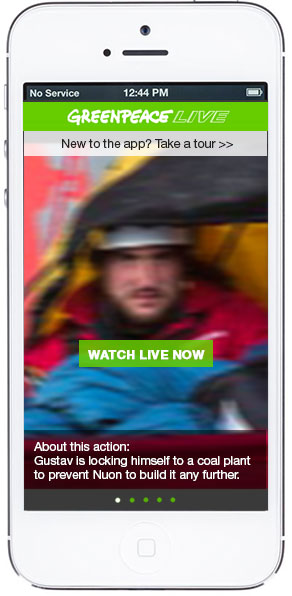 No Service 12:44 PM
GREENPEACE LIVE
New to the app? Take a tour >>
WATCH LIVE NOW
About this action:
Gustav is locking himself to a coal plant
to prevent Nuon to build it any further.